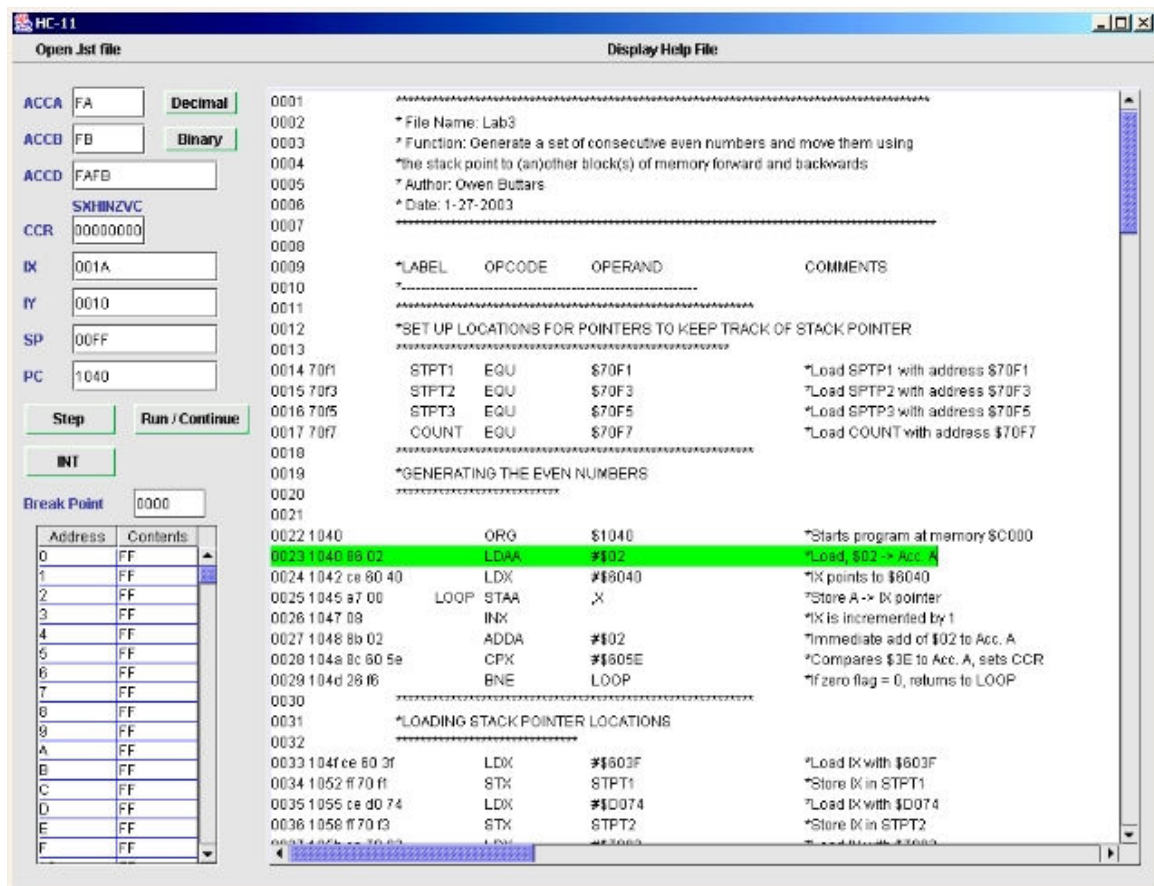 HC-11
Open .lst file Display Help File
ACCA FA Decimal
ACCB FB Binary
ACCD FAFB
SXHINZVC
CCR 00000000
IX 001A
IY 0010
SP 00FF
PC 1040
Step Run / Continue
INT
Break Point 0000
Address Contents
0 FF
1 FF
2 FF
3 FF
4 FF
5 FF
6 FF
7 FF
8 FF
9 FF
A FF
B FF
C FF
D FF
E FF
F FF
0001
0002 * File Name: Lab3
0003 * Function: Generate a set of consecutive even numbers and move them using
0004 *the stack point to (an)other block(s) of memory forward and backwards
0005 * Author: Owen Buttars
0006 * Date: 1-27-2003
0007
0008
0009 *LABEL OPCODE OPERAND COMMENTS
0010 *------------------------------------------------------------
0011
0012 *SET UP LOCATIONS FOR POINTERS TO KEEP TRACK OF STACK POINTER
0013
0014 70f1 STPT1 EQU $70F1 *Load SPTP1 with address $70F1
0015 70f3 STPT2 EQU $70F3 *Load SPTP2 with address $70F3
0016 70f5 STPT3 EQU $70F5 *Load SPTP3 with address $70F5
0017 70f7 COUNT EQU $70F7 *Load COUNT with address $70F7
0018
0019 *GENERATING THE EVEN NUMBERS
0020
0021
0022 1040 ORG $1040 *Starts program at memory $C000
0023 1040 86 02 LDAA #$02 *Load, $02 -> Acc. A
0024 1042 ce 60 40 LDX #$6040 *IX points to $6040
0025 1045 a7 00 LOOP STAA ,X *Store A -> IX pointer
0026 1047 08 INX *IX is incremented by 1
0027 1048 8b 02 ADDA #$02 *Immediate add of $02 to Acc. A
0028 104a 8c 60 5e CPX #$605E *Compares $3E to Acc. A, sets CCR
0029 104d 26 f6 BNE LOOP *If zero flag = 0, returns to LOOP
0030
0031 *LOADING STACK POINTER LOCATIONS
0032
0033 104f ce 60 3f LDX #$603F *Load IX with $603F
0034 1052 ff 70 f1 STX STPT1 *Store IX in STPT1
0035 1055 ce d0 74 LDX #$D074 *Load IX with $D074
0036 1058 ff 70 f3 STX STPT2 *Store IX in STPT2